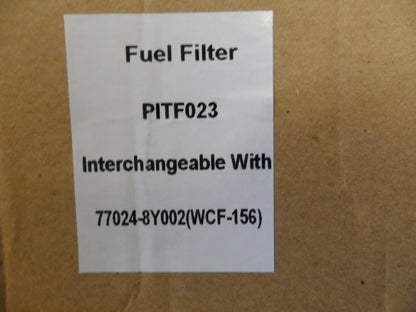 Fuel Filter
PITF023
Interchangeable With
77024-8Y002(WCF-156)